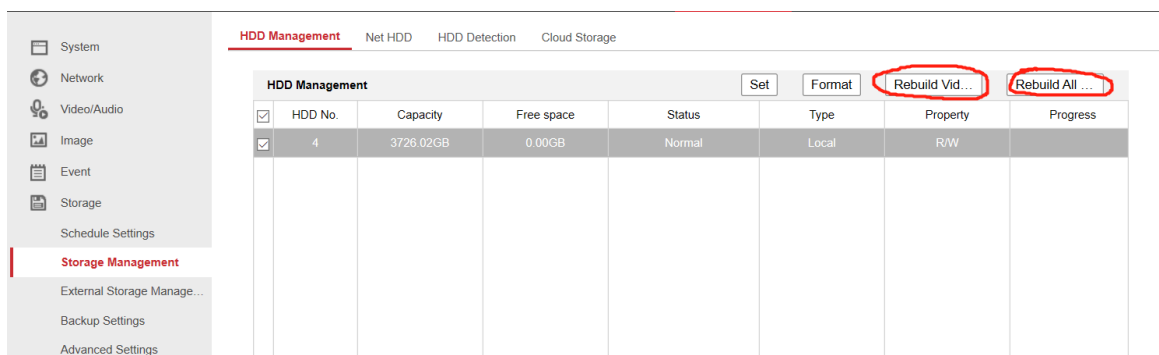 HDD Management Net HDD HDD Detection Cloud Storage
System
Network
Video/Audio
Image
Event
Storage
Schedule Settings
Storage Management
External Storage Manage...
Backup Settings
Advanced Settings
HDD Management Set Format Rebuild Vid... Rebuild All ...
HDD No. Capacity Free space Status Type Property Progress
4 3726.02GB 0.00GB Normal Local R/W